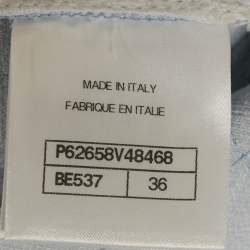 MADE IN ITALY
FABRIQUE EN ITALIE
P62658V48468
BE537 36